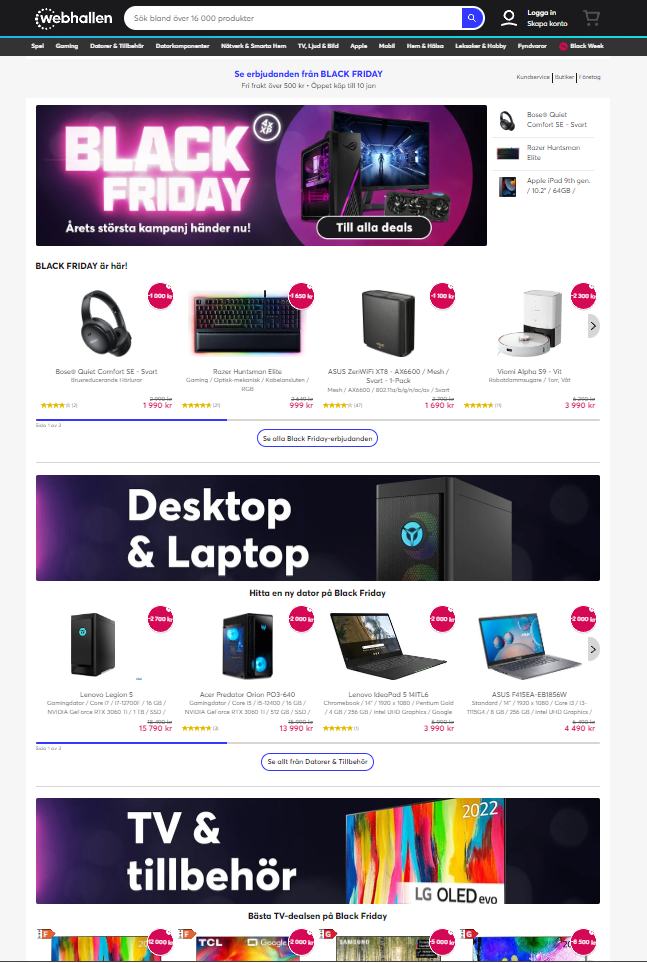 webhallen
Sök bland över 16 000 produkter
Logga in
Skapa konto
Spel Gaming Datorer & Tillbehör Datorkomponenter Nätverk & Smarta Hem TV, Ljud & Bild Apple Mobil Hem & Hälsa Leksaker & Hobby Fyndvaror Black Week
Se erbjudanden från BLACK FRIDAY
Fri frakt över 500 kr • Öppet köp till 10 jan
Kundservice Butiker Företag
4x
XP
BLACK
FRIDAY
Årets största kampanj händer nu!
Till alla deals
Bose® Quiet
Comfort SE - Svart
Razer Huntsman
Elite
Apple iPad 9th gen.
/ 10.2" / 64GB /
BLACK FRIDAY är här!
-1 000 kr
-1 650 kr
-1 100 kr
-2 300 kr
Bose® Quiet Comfort SE - Svart
Brusreducerande Hörlurar
2 990 kr
(2) 1 990 kr
Razer Huntsman Elite
Gaming / Optisk-mekanisk / Kabelansluten /
RGB
2 649 kr
(21) 999 kr
ASUS ZenWiFi XT8 - AX6600 / Mesh /
Svart - 1-Pack
Mesh / AX6600 / 802.11a/b/g/n/ac/ax / Svart
2 790 kr
(47) 1 690 kr
Viomi Alpha S9 - Vit
Robotdammsugare / Torr, Våt
6 290 kr
(11) 3 990 kr
Sida 1 av 3
Se alla Black Friday-erbjudanden
Desktop
& Laptop
Hitta en ny dator på Black Friday
-2 700 kr
-2 000 kr
-2 000 kr
-2 000 kr
Lenovo Legion 5
Gamingdator / Core i7 / i7-12700F / 16 GB /
NVIDIA GeForce RTX 3060 Ti / 1 TB / SSD /
18 490 kr
15 790 kr
Acer Predator Orion PO3-640
Gamingdator / Core i5 / i5-12400 / 16 GB /
NVIDIA GeForce RTX 3060 Ti / 512 GB / SSD /
15 990 kr
(3) 13 990 kr
Lenovo IdeaPad 5 14ITL6
Chromebook / 14" / 1920 x 1080 / Pentium Gold
/ 4 GB / 256 GB / Intel UHD Graphics / Google
5 990 kr
(1) 3 990 kr
ASUS F415EA-EB1856W
Standard / 14" / 1920 x 1080 / Core i3 / i3-
1115G4 / 8 GB / 256 GB / Intel UHD Graphics /
6 490 kr
4 490 kr
Sida 1 av 3
Se allt från Datorer & Tillbehör
TV &
tillbehör
2022
LG OLED evo
Bästa TV-dealsen på Black Friday
F
-12 000 kr
F
TCL
Google
-2 000 kr
G
SAMSUNG
-5 000 kr
G
-8 500 kr